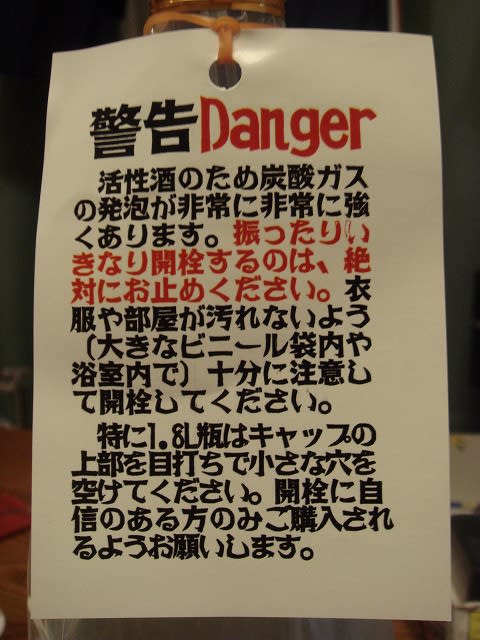 警告Danger
活性酒のため炭酸ガス
の発泡が非常に非常に強
くあります。振ったりい
きなり開栓するのは、絶
対にお止めください。衣
服や部屋が汚れないよう
(大きなビニール袋内や
浴室内で)十分に注意し
て開栓してください。
特に1.8L瓶はキャップの
上部を目打ちで小さな穴を
空けてください。開栓に自
信のある方のみご購入され
るようお願いします。